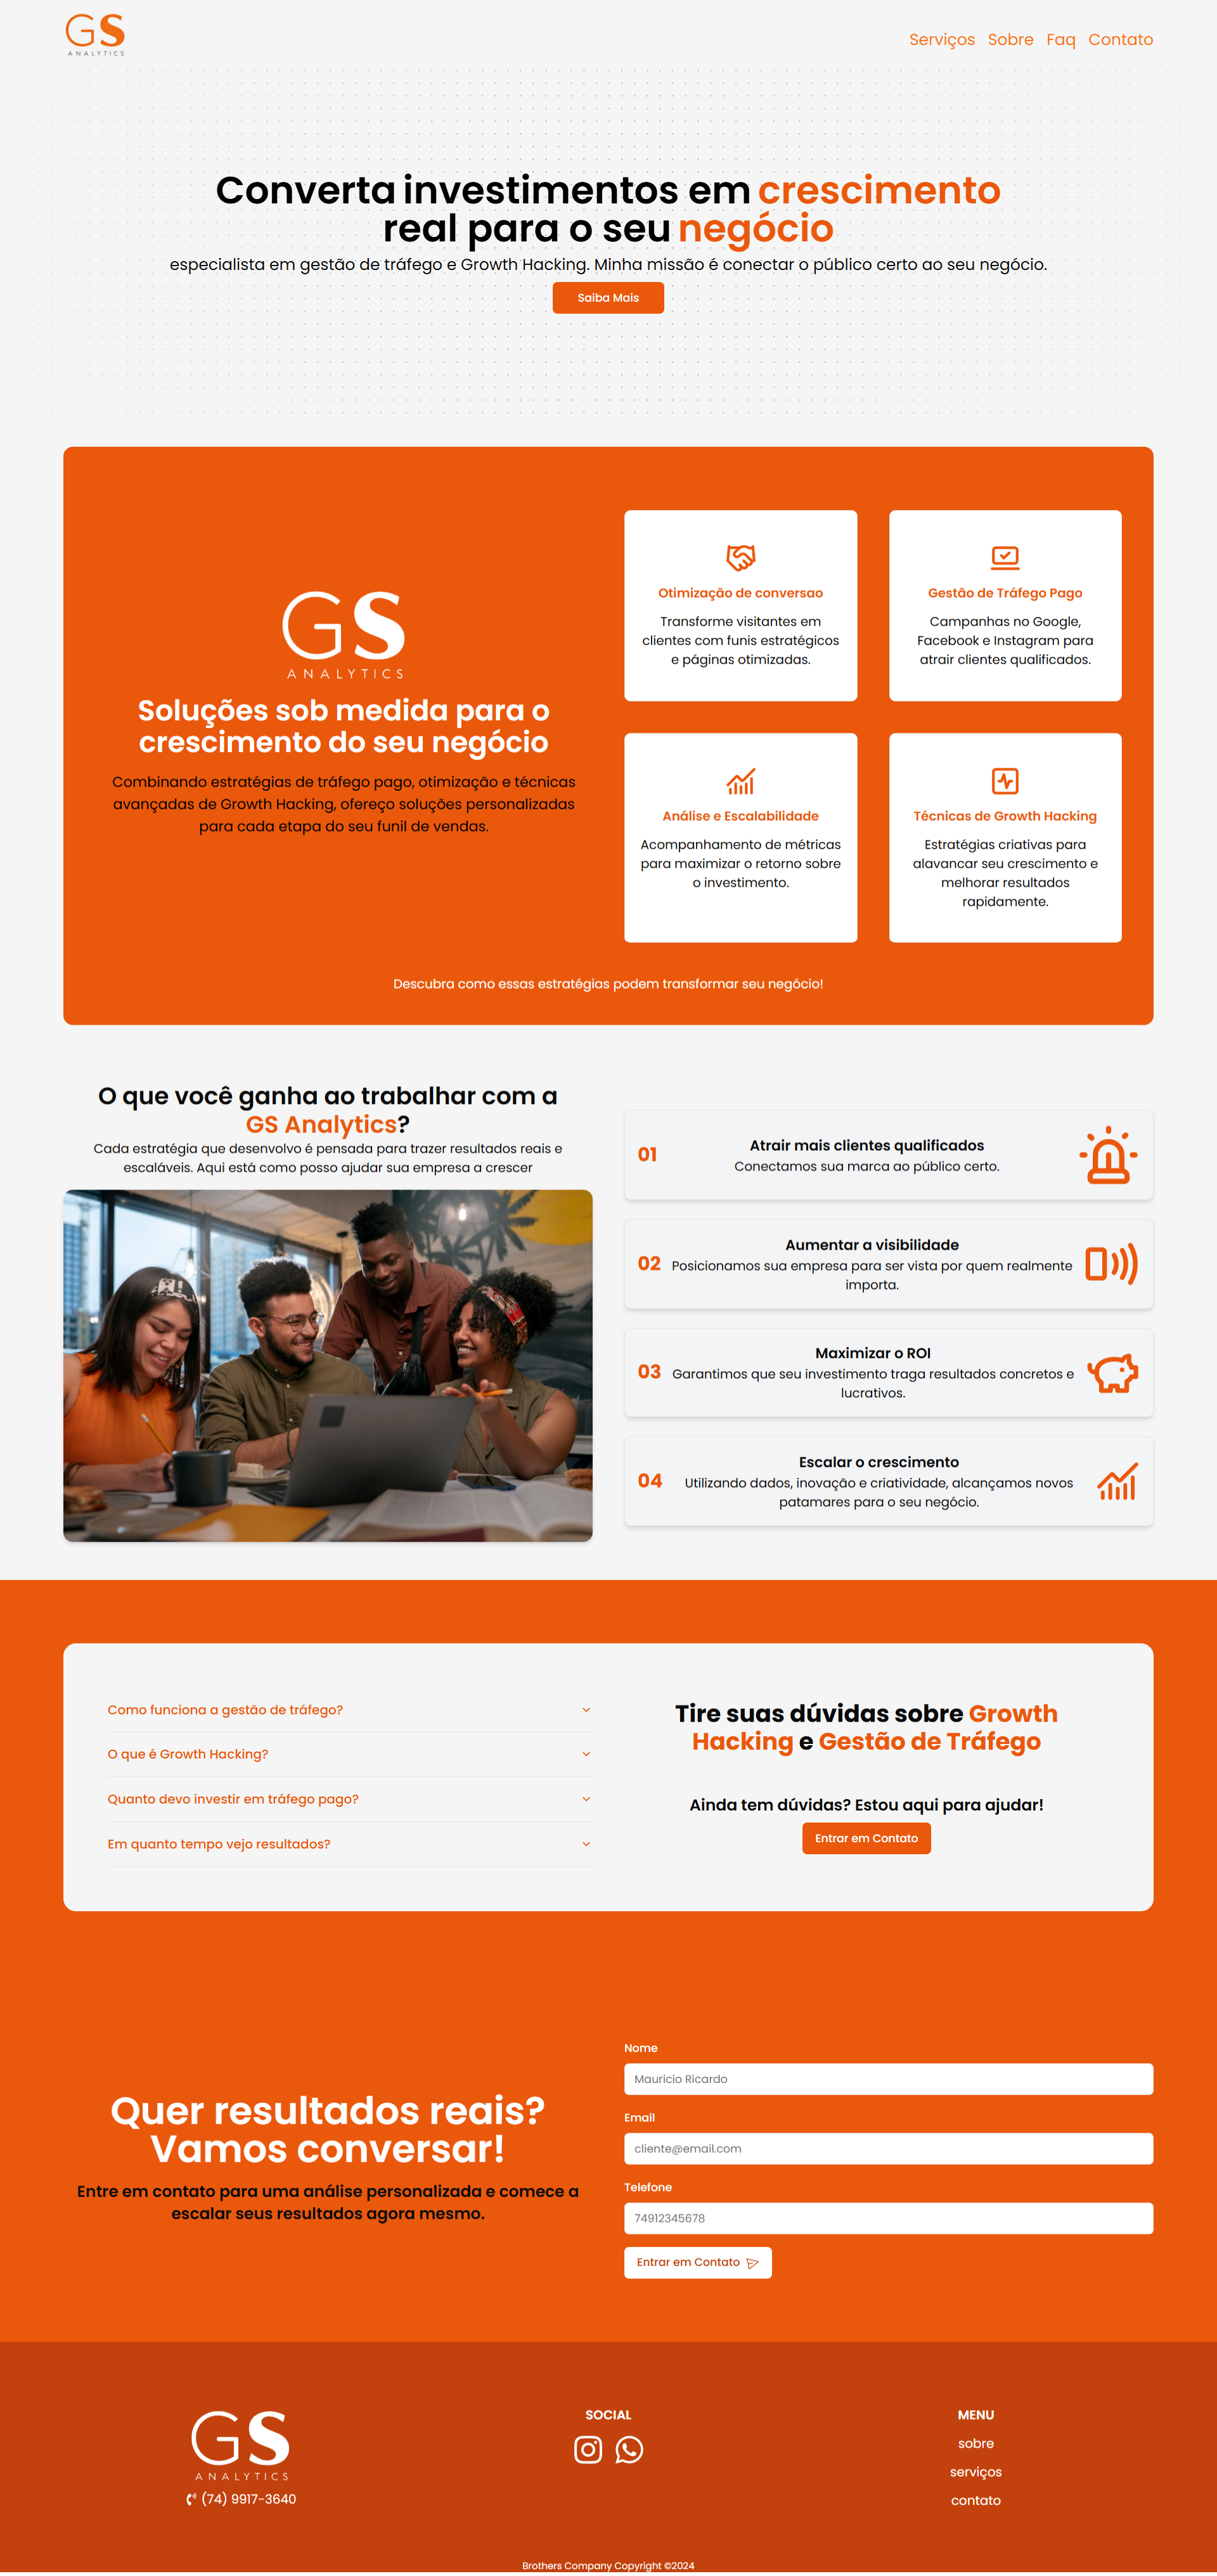 GS
ANALYTICS
Serviços Sobre Faq Contato
Converta investimentos em crescimento
real para o seu negócio
especialista em gestão de tráfego e Growth Hacking. Minha missão é conectar o público certo ao seu negócio.
Saiba Mais
GS
ANALYTICS
Soluções sob medida para o
crescimento do seu negócio
Combinando estratégias de tráfego pago, otimização e técnicas
avançadas de Growth Hacking, ofereço soluções personalizadas
para cada etapa do seu funil de vendas.
Otimização de conversao
Transforme visitantes em
clientes com funis estratégicos
e páginas otimizadas.
Gestão de Tráfego Pago
Campanhas no Google,
Facebook e Instagram para
atrair clientes qualificados.
Análise e Escalabilidade
Acompanhamento de métricas
para maximizar o retorno sobre
o investimento.
Técnicas de Growth Hacking
Estratégias criativas para
alavancar seu crescimento e
melhorar resultados
rapidamente.
Descubra como essas estratégias podem transformar seu negócio!
O que você ganha ao trabalhar com a
GS Analytics?
Cada estratégia que desenvolvo é pensada para trazer resultados reais e
escaláveis. Aqui está como posso ajudar sua empresa a crescer
01
Atrair mais clientes qualificados
Conectamos sua marca ao público certo.
02
Aumentar a visibilidade
Posicionamos sua empresa para ser vista por quem realmente
importa.
03
Maximizar o ROI
Garantimos que seu investimento traga resultados concretos e
lucrativos.
04
Escalar o crescimento
Utilizando dados, inovação e criatividade, alcançamos novos
patamares para o seu negócio.
Como funciona a gestão de tráfego?
O que é Growth Hacking?
Quanto devo investir em tráfego pago?
Em quanto tempo vejo resultados?
Tire suas dúvidas sobre Growth
Hacking e Gestão de Tráfego
Ainda tem dúvidas? Estou aqui para ajudar!
Entrar em Contato
Quer resultados reais?
Vamos conversar!
Entre em contato para uma análise personalizada e comece a
escalar seus resultados agora mesmo.
Nome
Mauricio Ricardo
Email
cliente@email.com
Telefone
74912345678
Entrar em Contato
GS
ANALYTICS
(74) 9917-3640
SOCIAL
MENU
sobre
serviços
contato
Brothers Company Copyright ©2024